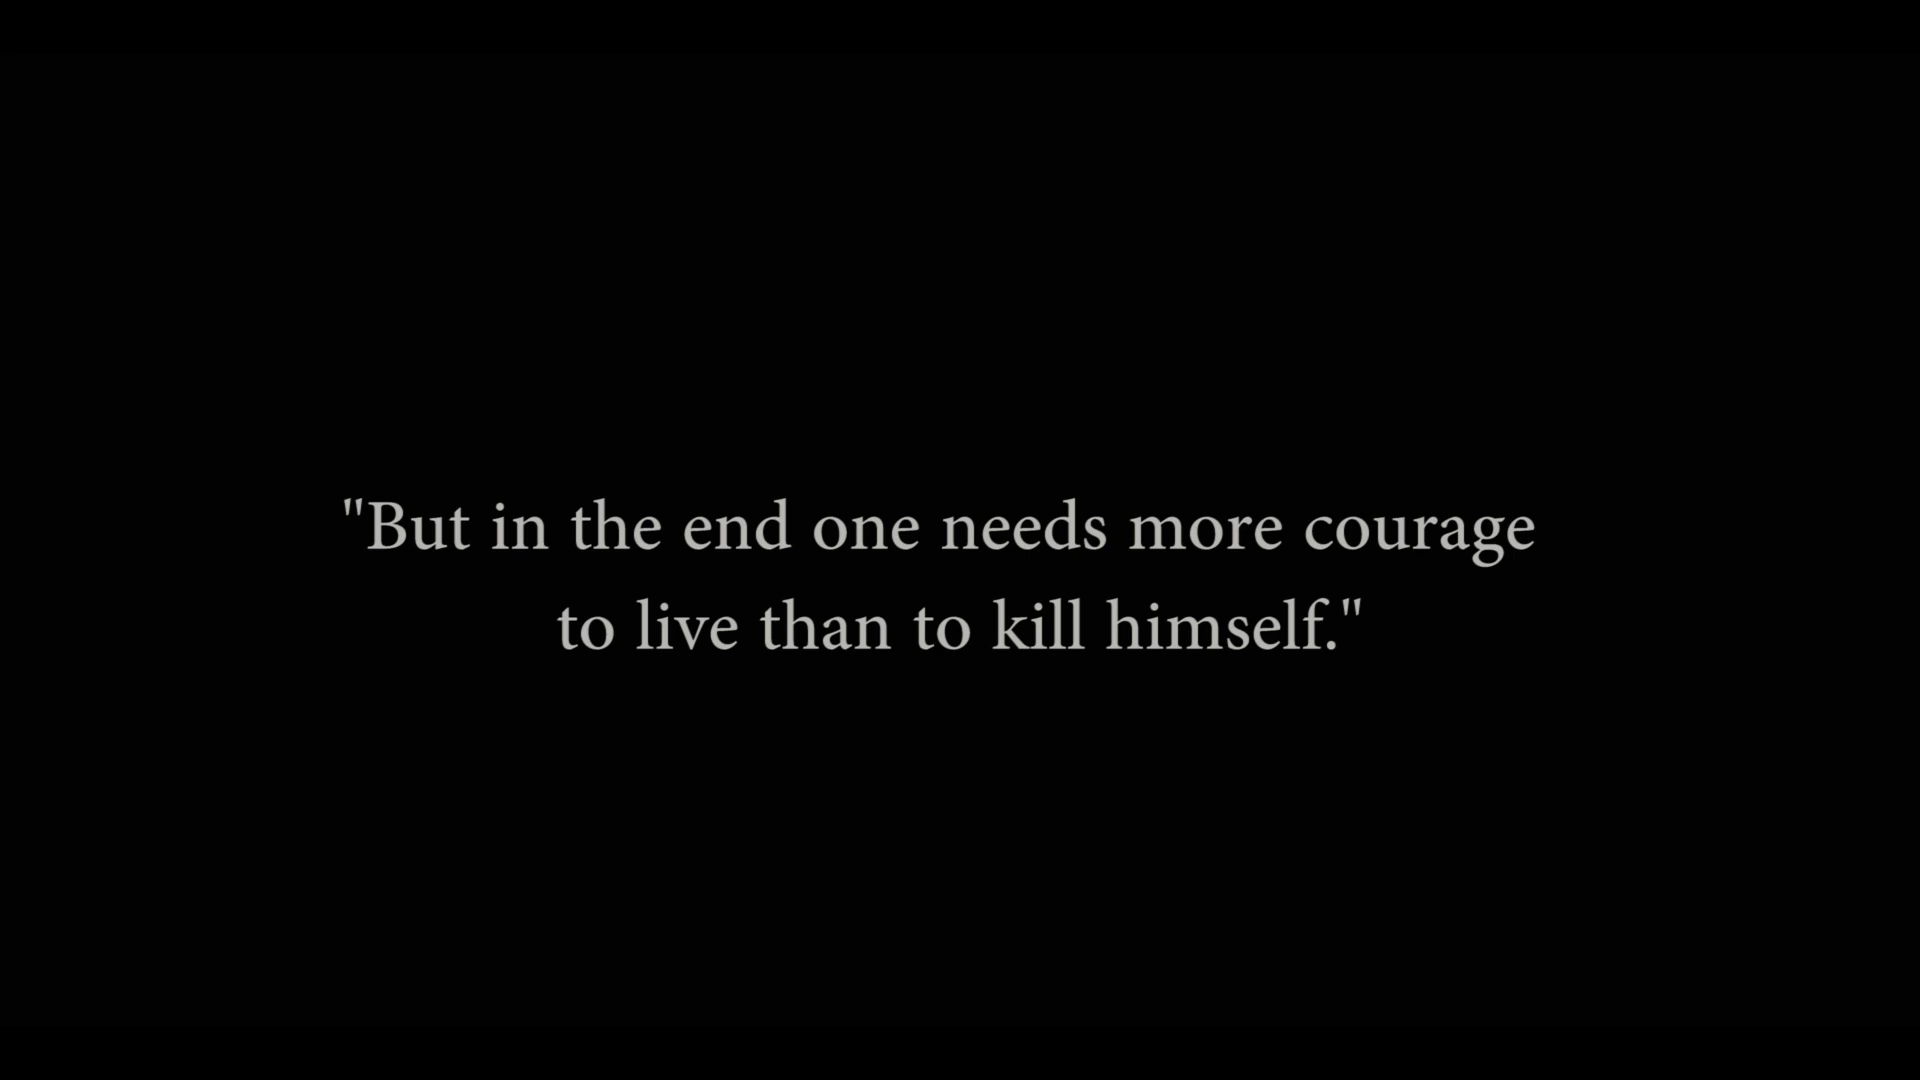 "But in the end one needs more courage
to live than to kill himself."